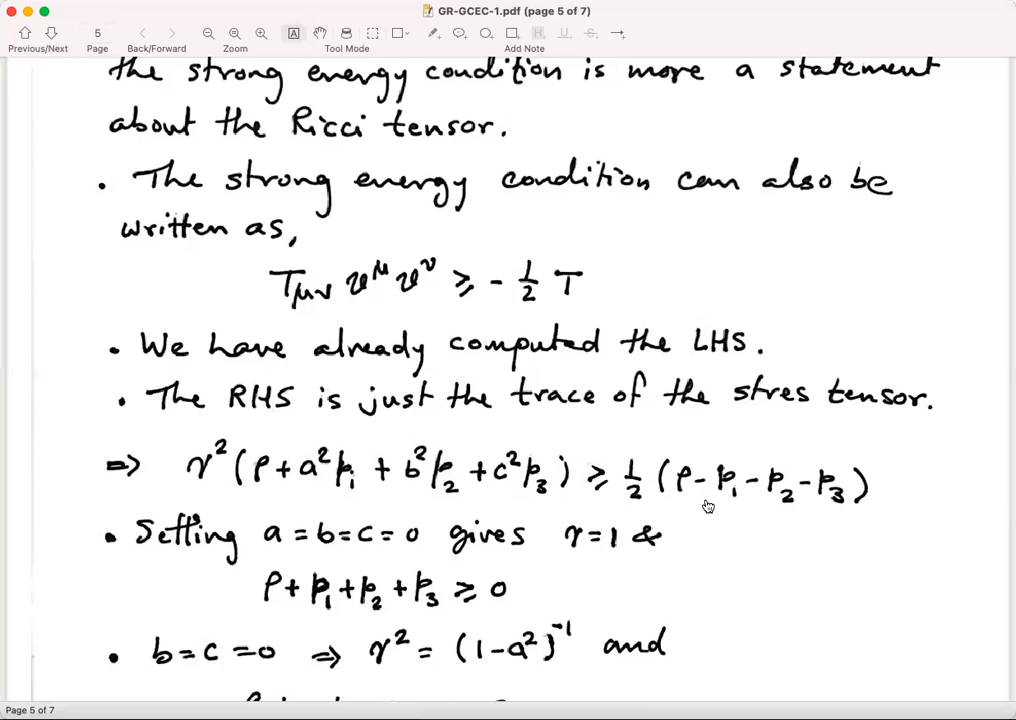 GR-GCEC-1.pdf (page 5 of 7)
5
Previous/Next Page Back/Forward Zoom Tool Mode Add Note
the strong energy condition is more a statement
about the Ricci tensor.
• The strong energy condition can also be
written as,
Tμν v^μ v^ν ≥ - 1/2 T
• We have already computed the LHS.
• The RHS is just the trace of the stres tensor.
⇒ γ²(ρ + a²p₁ + b²p₂ + c²p₃) ≥ 1/2 (ρ - p₁ - p₂ - p₃)
• Setting a = b = c = 0 gives γ = 1 &
ρ + p₁ + p₂ + p₃ ≥ 0
• b = c = 0 ⇒ γ² = (1 - a²)⁻¹ and
Page 5 of 7